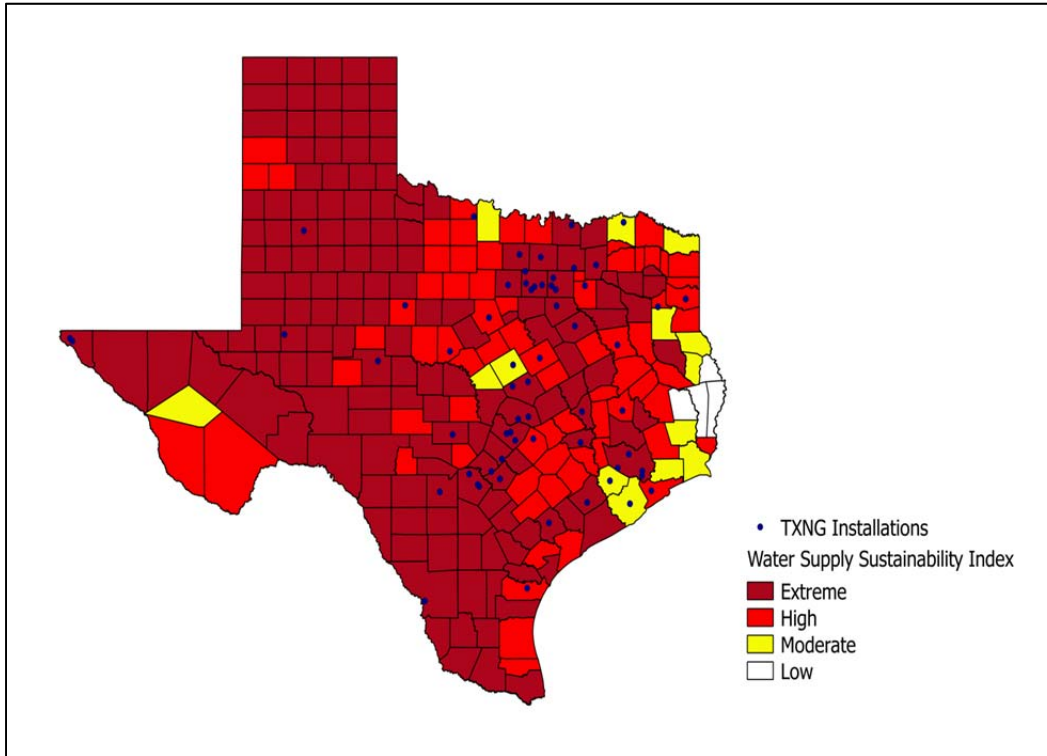 TXNG Installations
Water Supply Sustainability Index
Extreme
High
Moderate
Low